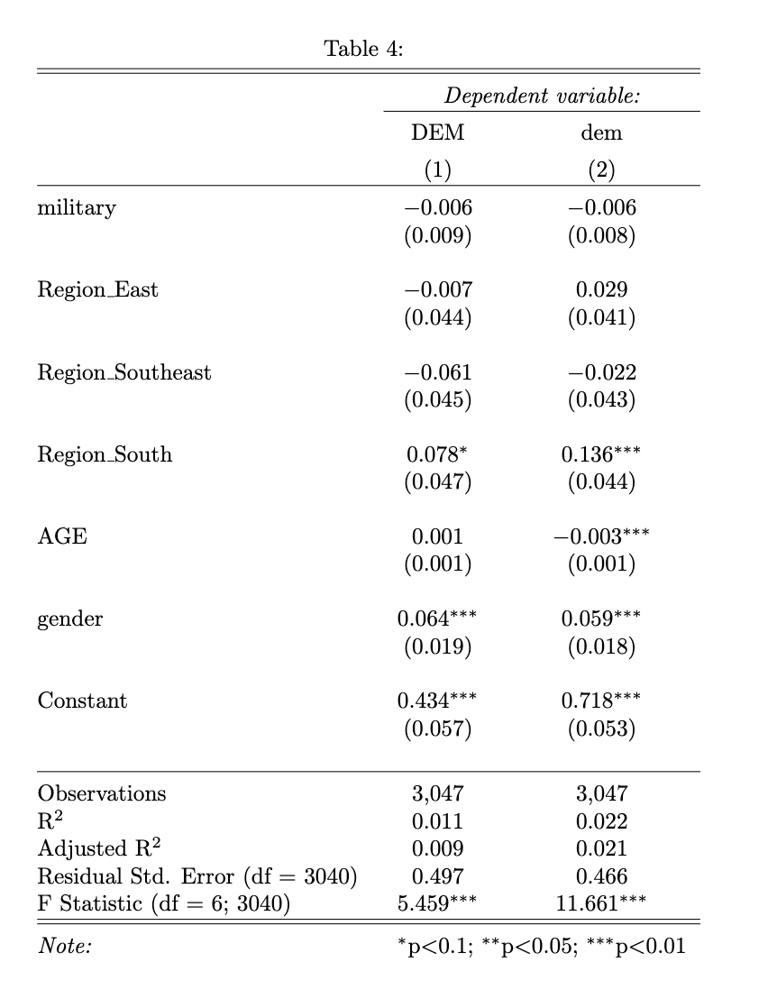 Table 4:
Dependent variable:
DEM dem
(1) (2)
military −0.006 −0.006
(0.009) (0.008)
Region_East −0.007 0.029
(0.044) (0.041)
Region_Southeast −0.061 −0.022
(0.045) (0.043)
Region_South 0.078* 0.136***
(0.047) (0.044)
AGE 0.001 −0.003***
(0.001) (0.001)
gender 0.064*** 0.059***
(0.019) (0.018)
Constant 0.434*** 0.718***
(0.057) (0.053)
Observations 3,047 3,047
R² 0.011 0.022
Adjusted R² 0.009 0.021
Residual Std. Error (df = 3040) 0.497 0.466
F Statistic (df = 6; 3040) 5.459*** 11.661***
Note: *p<0.1; **p<0.05; ***p<0.01